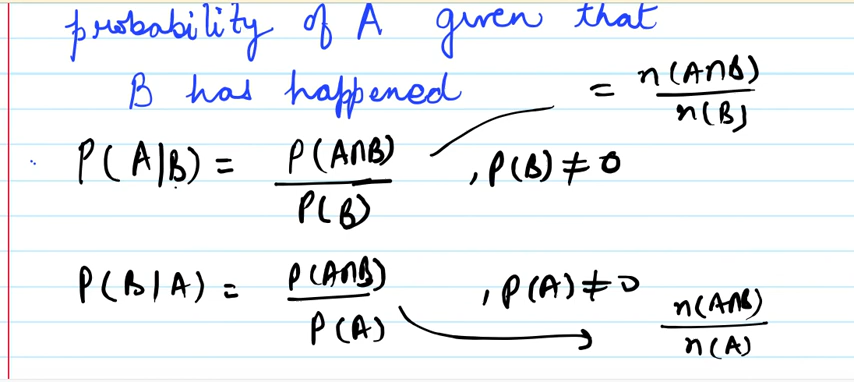 probability of A given that
B has happened = n(A∩B)/n(B)
P(A|B) = P(A∩B)/P(B) , P(B) ≠ 0
P(B|A) = P(A∩B)/P(A) , P(A) ≠ 0 n(A∩B)/n(A)